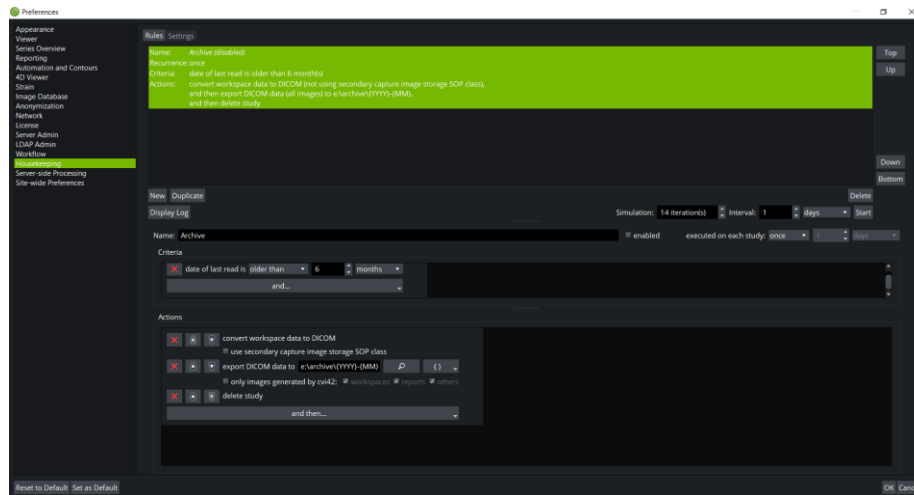 Preferences
Appearance
Viewer
Series Overview
Reporting
Automation and Contours
4D Viewer
Strain
Image Database
Anonymization
Network
License
Server Admin
LDAP Admin
Workflow
Housekeeping
Server-side Processing
Site-wide Preferences
Rules Settings
Name: Archive (disabled)
Recurrence: once
Criteria: date of last read is older than 6 month(s)
Actions: convert workspace data to DICOM (not using secondary capture image storage SOP class),
and then export DICOM data (all images) to e:\archive\{YYYY}-{MM},
and then delete study
Top
Up
Down
Bottom
New Duplicate Delete
Display Log Simulation: 14 iteration(s) Interval: 1 days Start
Name: Archive enabled executed on each study: once 1 days
Criteria
date of last read is older than 6 months
and...
Actions
convert workspace data to DICOM
use secondary capture image storage SOP class
export DICOM data to e:\archive\{YYYY}-{MM} {}
only images generated by cvi42: workspaces reports others
delete study
and then...
Reset to Default Set as Default OK Canc